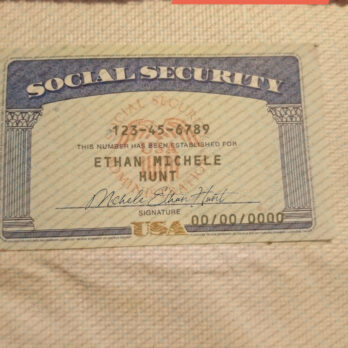 SOCIAL SECURITY
123-45-6789
THIS NUMBER HAS BEEN ESTABLISHED FOR
ETHAN MICHELE
HUNT
Michele Ethan Hunt
SIGNATURE
00/00/0000
USA